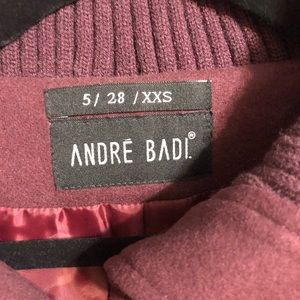 5/ 28 /XXS
ANDRÉ BADI.®